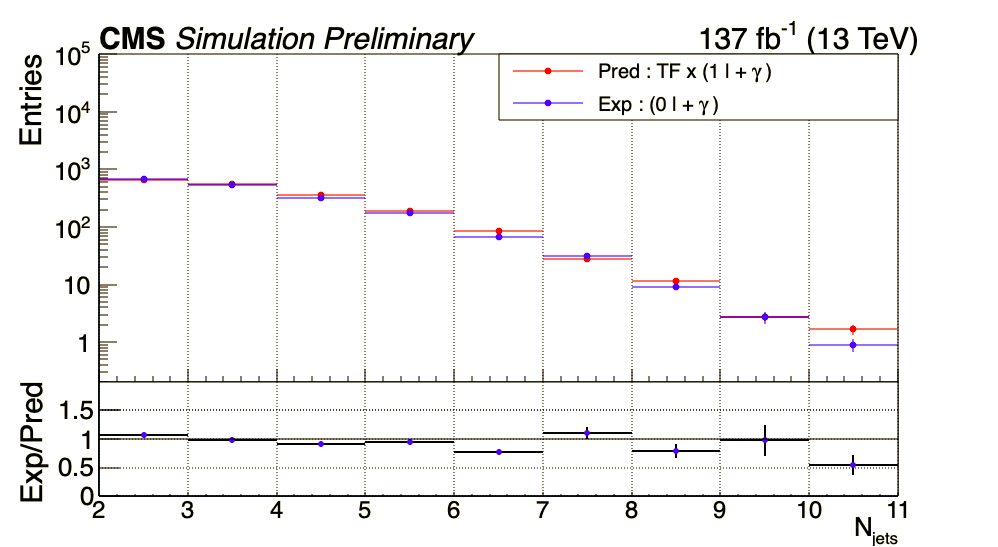 CMS Simulation Preliminary 137 fb⁻¹ (13 TeV)
Entries
10⁵
10⁴
10³
10²
10
1
Pred : TF x (1 l + γ)
Exp : (0 l + γ)
Exp/Pred
1.5
1
0.5
0
2 3 4 5 6 7 8 9 10 11
N_jets